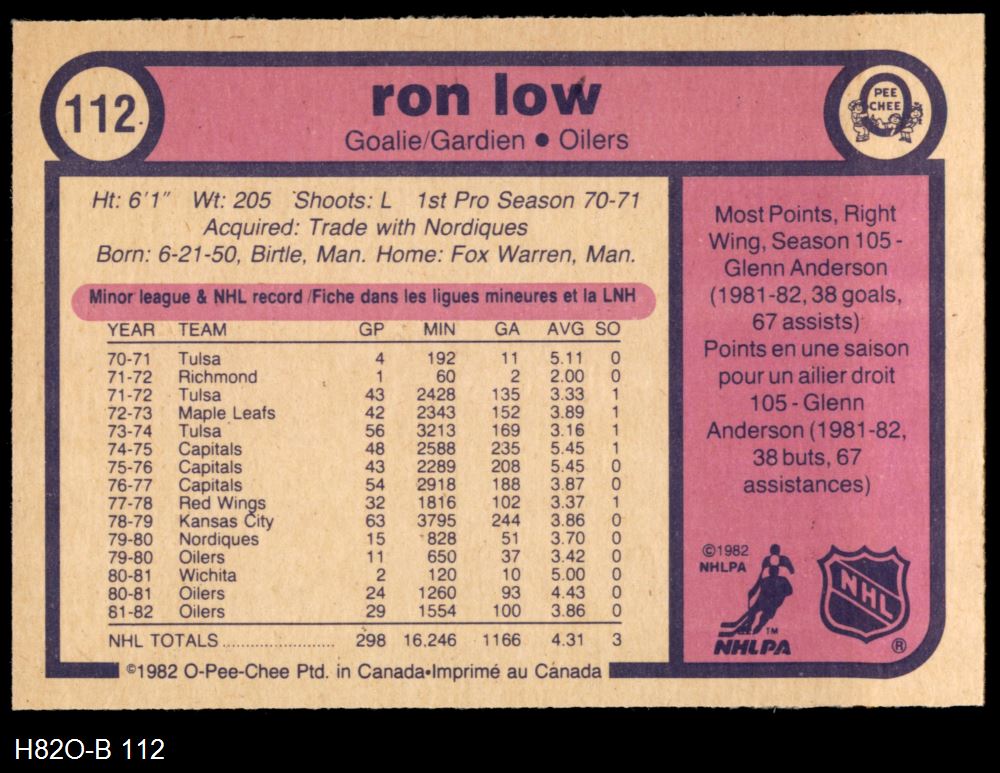 112
ron low
Goalie/Gardien ● Oilers
O PEE CHEE
Ht: 6'1" Wt: 205 Shoots: L 1st Pro Season 70-71
Acquired: Trade with Nordiques
Born: 6-21-50, Birtle, Man. Home: Fox Warren, Man.
Minor league & NHL record /Fiche dans les ligues mineures et la LNH
YEAR TEAM GP MIN GA AVG SO
70-71 Tulsa 4 192 11 5.11 0
71-72 Richmond 1 60 2 2.00 0
71-72 Tulsa 43 2428 135 3.33 1
72-73 Maple Leafs 42 2343 152 3.89 1
73-74 Tulsa 56 3213 169 3.16 1
74-75 Capitals 48 2588 235 5.45 1
75-76 Capitals 43 2289 208 5.45 0
76-77 Capitals 54 2918 188 3.87 0
77-78 Red Wings 32 1816 102 3.37 1
78-79 Kansas City 63 3795 244 3.86 0
79-80 Nordiques 15 828 51 3.70 0
79-80 Oilers 11 650 37 3.42 0
80-81 Wichita 2 120 10 5.00 0
80-81 Oilers 24 1260 93 4.43 0
81-82 Oilers 29 1554 100 3.86 0
NHL TOTALS........................ 298 16.246 1166 4.31 3
©1982 O-Pee-Chee Ptd. in Canada•Imprimé au Canada
Most Points, Right
Wing, Season 105 -
Glenn Anderson
(1981-82, 38 goals,
67 assists)
Points en une saison
pour un ailier droit
105 - Glenn
Anderson (1981-82,
38 buts, 67
assistances)
©1982
NHLPA
TM
NHLPA
NHL
®
H82O-B 112